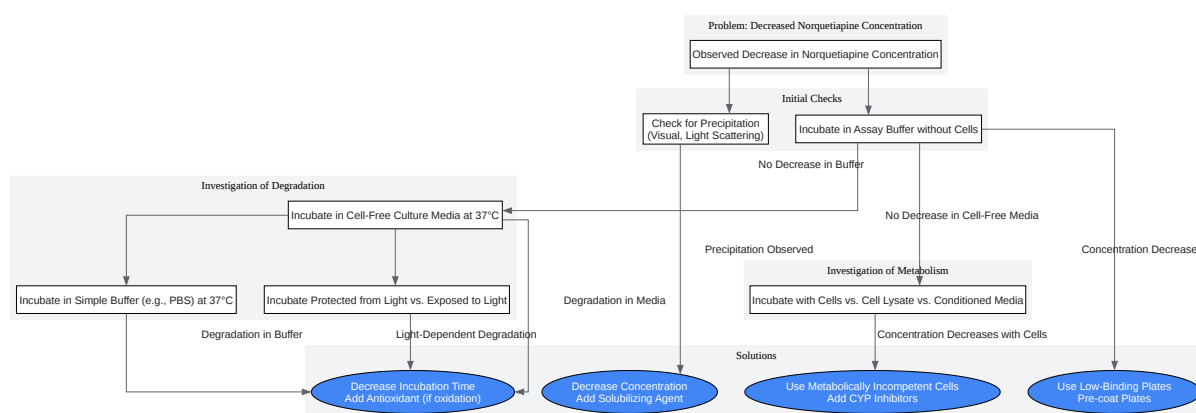 Problem: Decreased Norquetiapine Concentration
Observed Decrease in Norquetiapine Concentration
Initial Checks
Check for Precipitation
(Visual, Light Scattering)
Incubate in Assay Buffer without Cells
No Decrease in Buffer
Investigation of Degradation
Incubate in Cell-Free Culture Media at 37°C
No Decrease in Cell-Free Media
Precipitation Observed
Concentration Decrease
Investigation of Metabolism
Incubate in Simple Buffer (e.g., PBS) at 37°C
Incubate Protected from Light vs. Exposed to Light
Degradation in Media
Incubate with Cells vs. Cell Lysate vs. Conditioned Media
Degradation in Buffer
Light-Dependent Degradation
Concentration Decreases with Cells
Solutions
Decrease Incubation Time
Add Antioxidant (if oxidation)
Decrease Concentration
Add Solubilizing Agent
Use Metabolically Incompetent Cells
Add CYP Inhibitors
Use Low-Binding Plates
Pre-coat Plates